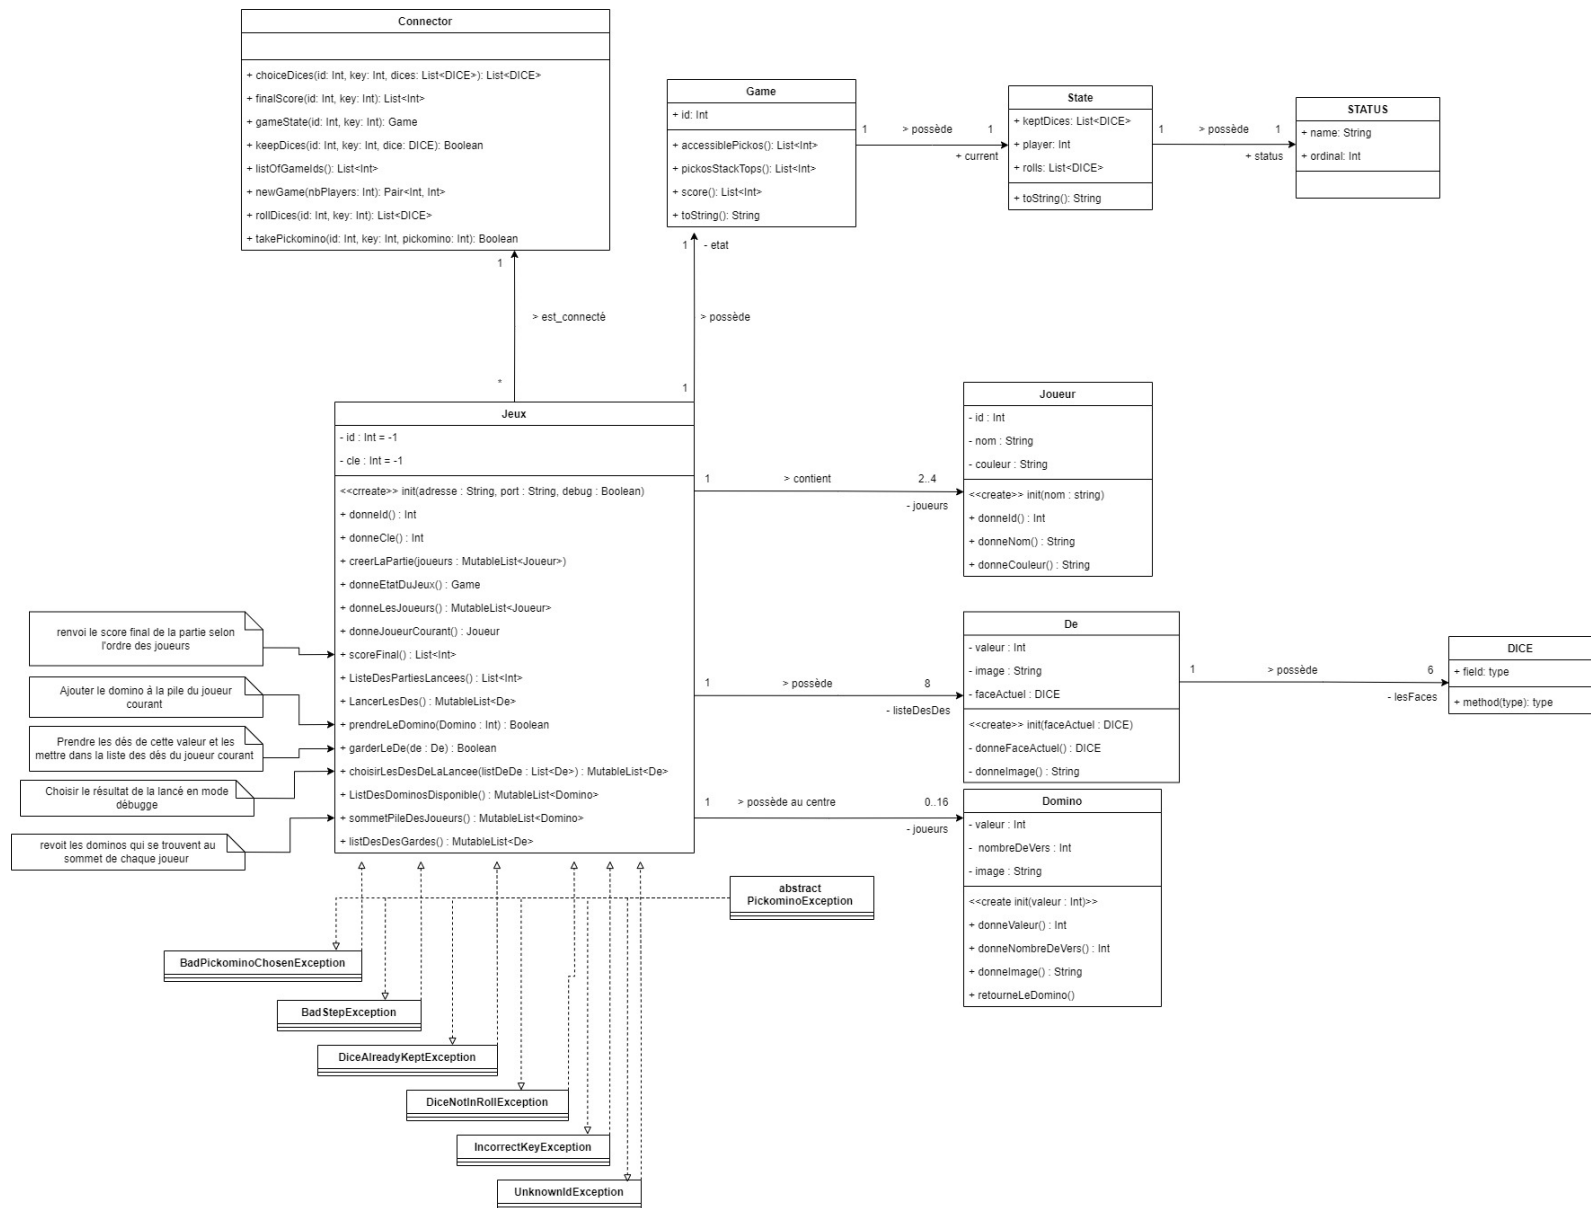 Connector
+ choiceDices(id: Int, key: Int, dices: List<DICE>): List<DICE>
+ finalScore(id: Int, key: Int): List<Int>
+ gameState(id: Int, key: Int): Game
+ keepDices(id: Int, key: Int, dice: DICE): Boolean
+ listOfGameIds(): List<Int>
+ newGame(nbPlayers: Int): Pair<Int, Int>
+ rollDices(id: Int, key: Int): List<DICE>
+ takePickomino(id: Int, key: Int, pickomino: Int): Boolean
Game
+ id: Int
+ accessiblePickos(): List<Int>
+ pickosStackTops(): List<Int>
+ score(): List<Int>
+ toString(): String
1
> possède
1
+ current
State
+ keptDices: List<DICE>
+ player: Int
+ rolls: List<DICE>
+ toString(): String
1
> possède
1
+ status
STATUS
+ name: String
+ ordinal: Int
1
> est_connecté
*
1
- etat
> possède
1
Jeux
- id : Int = -1
- cle : Int = -1
<<crreate>> init(adresse : String, port : String, debug : Boolean)
+ donneId() : Int
+ donneCle() : Int
+ creerLaPartie(joueurs : MutableList<Joueur>)
+ donneEtatDuJeux() : Game
+ donneLesJoueurs() : MutableList<Joueur>
+ donneJoueurCourant() : Joueur
+ scoreFinal() : List<Int>
+ ListeDesPartiesLancees() : List<Int>
+ LancerLesDes() : MutableList<De>
+ prendreLeDomino(Domino : Int) : Boolean
+ garderLeDe(de : De) : Boolean
+ choisirLesDesDeLaLancee(listDeDe : List<De>) : MutableList<De>
+ ListDesDominosDisponible() : MutableList<Domino>
+ sommetPileDesJoueurs() : MutableList<Domino>
+ listDesDesGardes() : MutableList<De>
1
> contient
2..4
- joueurs
Joueur
- id : Int
- nom : String
- couleur : String
<<create>> init(nom : string)
+ donneId() : Int
+ donneNom() : String
+ donneCouleur() : String
renvoi le score final de la partie selon
l'ordre des joueurs
Ajouter le domino à la pile du joueur
courant
Prendre les dés de cette valeur et les
mettre dans la liste des dés du joueur courant
Choisir le résultat de la lancé en mode
débugge
revoit les dominos qui se trouvent au
sommet de chaque joueur
1
> possède
8
- listeDesDes
De
- valeur : Int
- image : String
- faceActuel : DICE
<<create>> init(faceActuel : DICE)
- donneFaceActuel() : DICE
- donneImage() : String
1
> possède
6
- lesFaces
DICE
+ field: type
+ method(type): type
1
> possède au centre
0..16
- joueurs
Domino
- valeur : Int
- nombreDeVers : Int
- image : String
<<create init(valeur : Int)>>
+ donneValeur() : Int
+ donneNombreDeVers() : Int
+ donneImage() : String
+ retourneLeDomino()
abstract
PickominoException
BadPickominoChosenException
BadStepException
DiceAlreadyKeptException
DiceNotInRollException
IncorrectKeyException
UnknownIdException